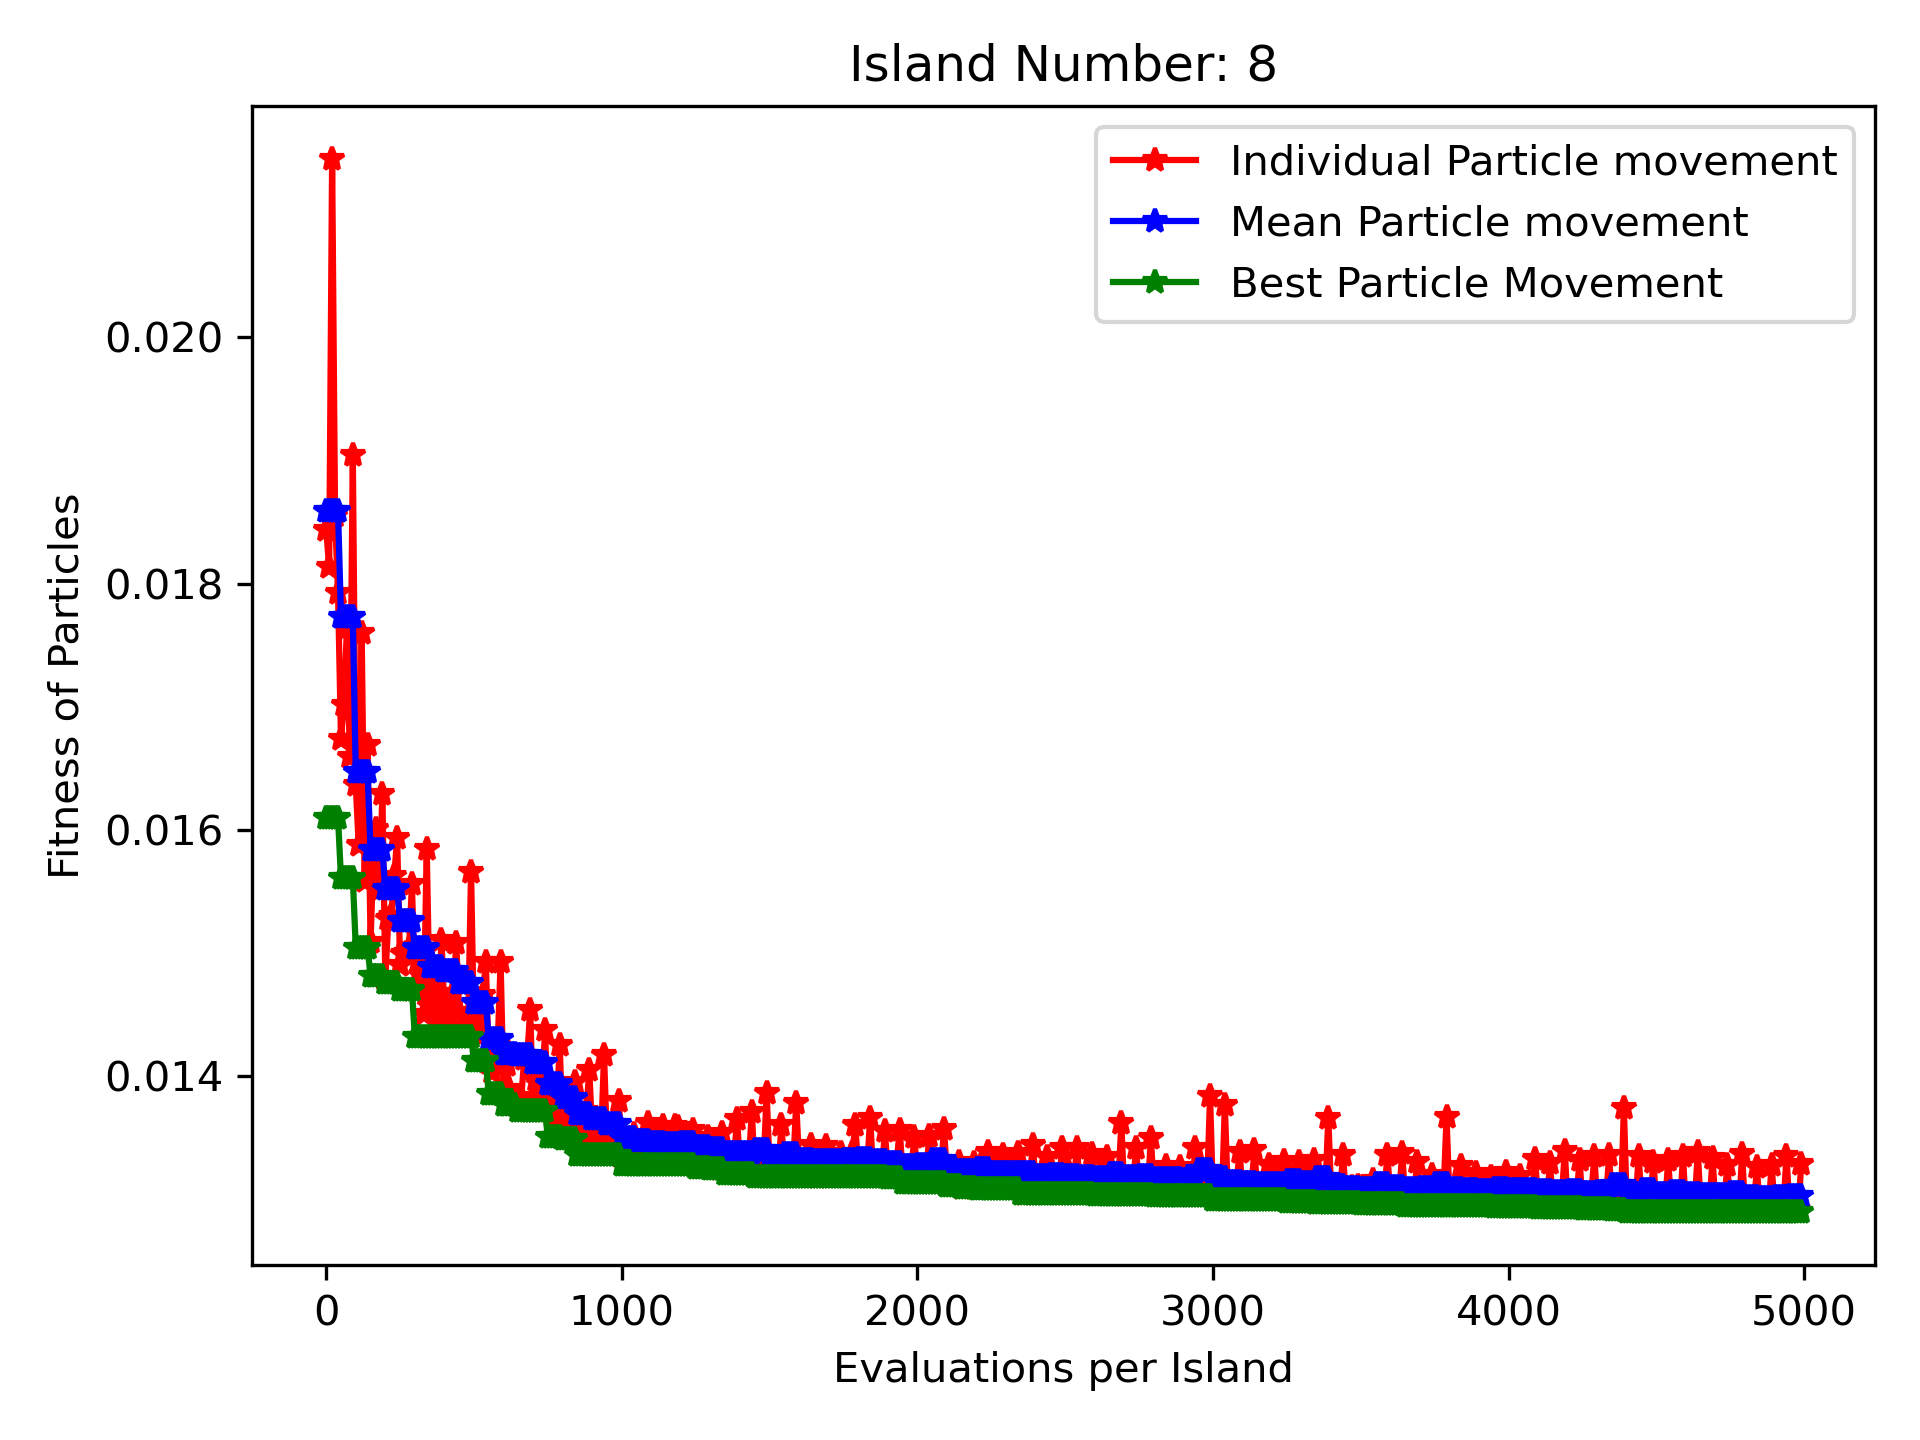 Island Number: 8
Individual Particle movement
Mean Particle movement
Best Particle Movement
Fitness of Particles
0.020
0.018
0.016
0.014
0 1000 2000 3000 4000 5000
Evaluations per Island